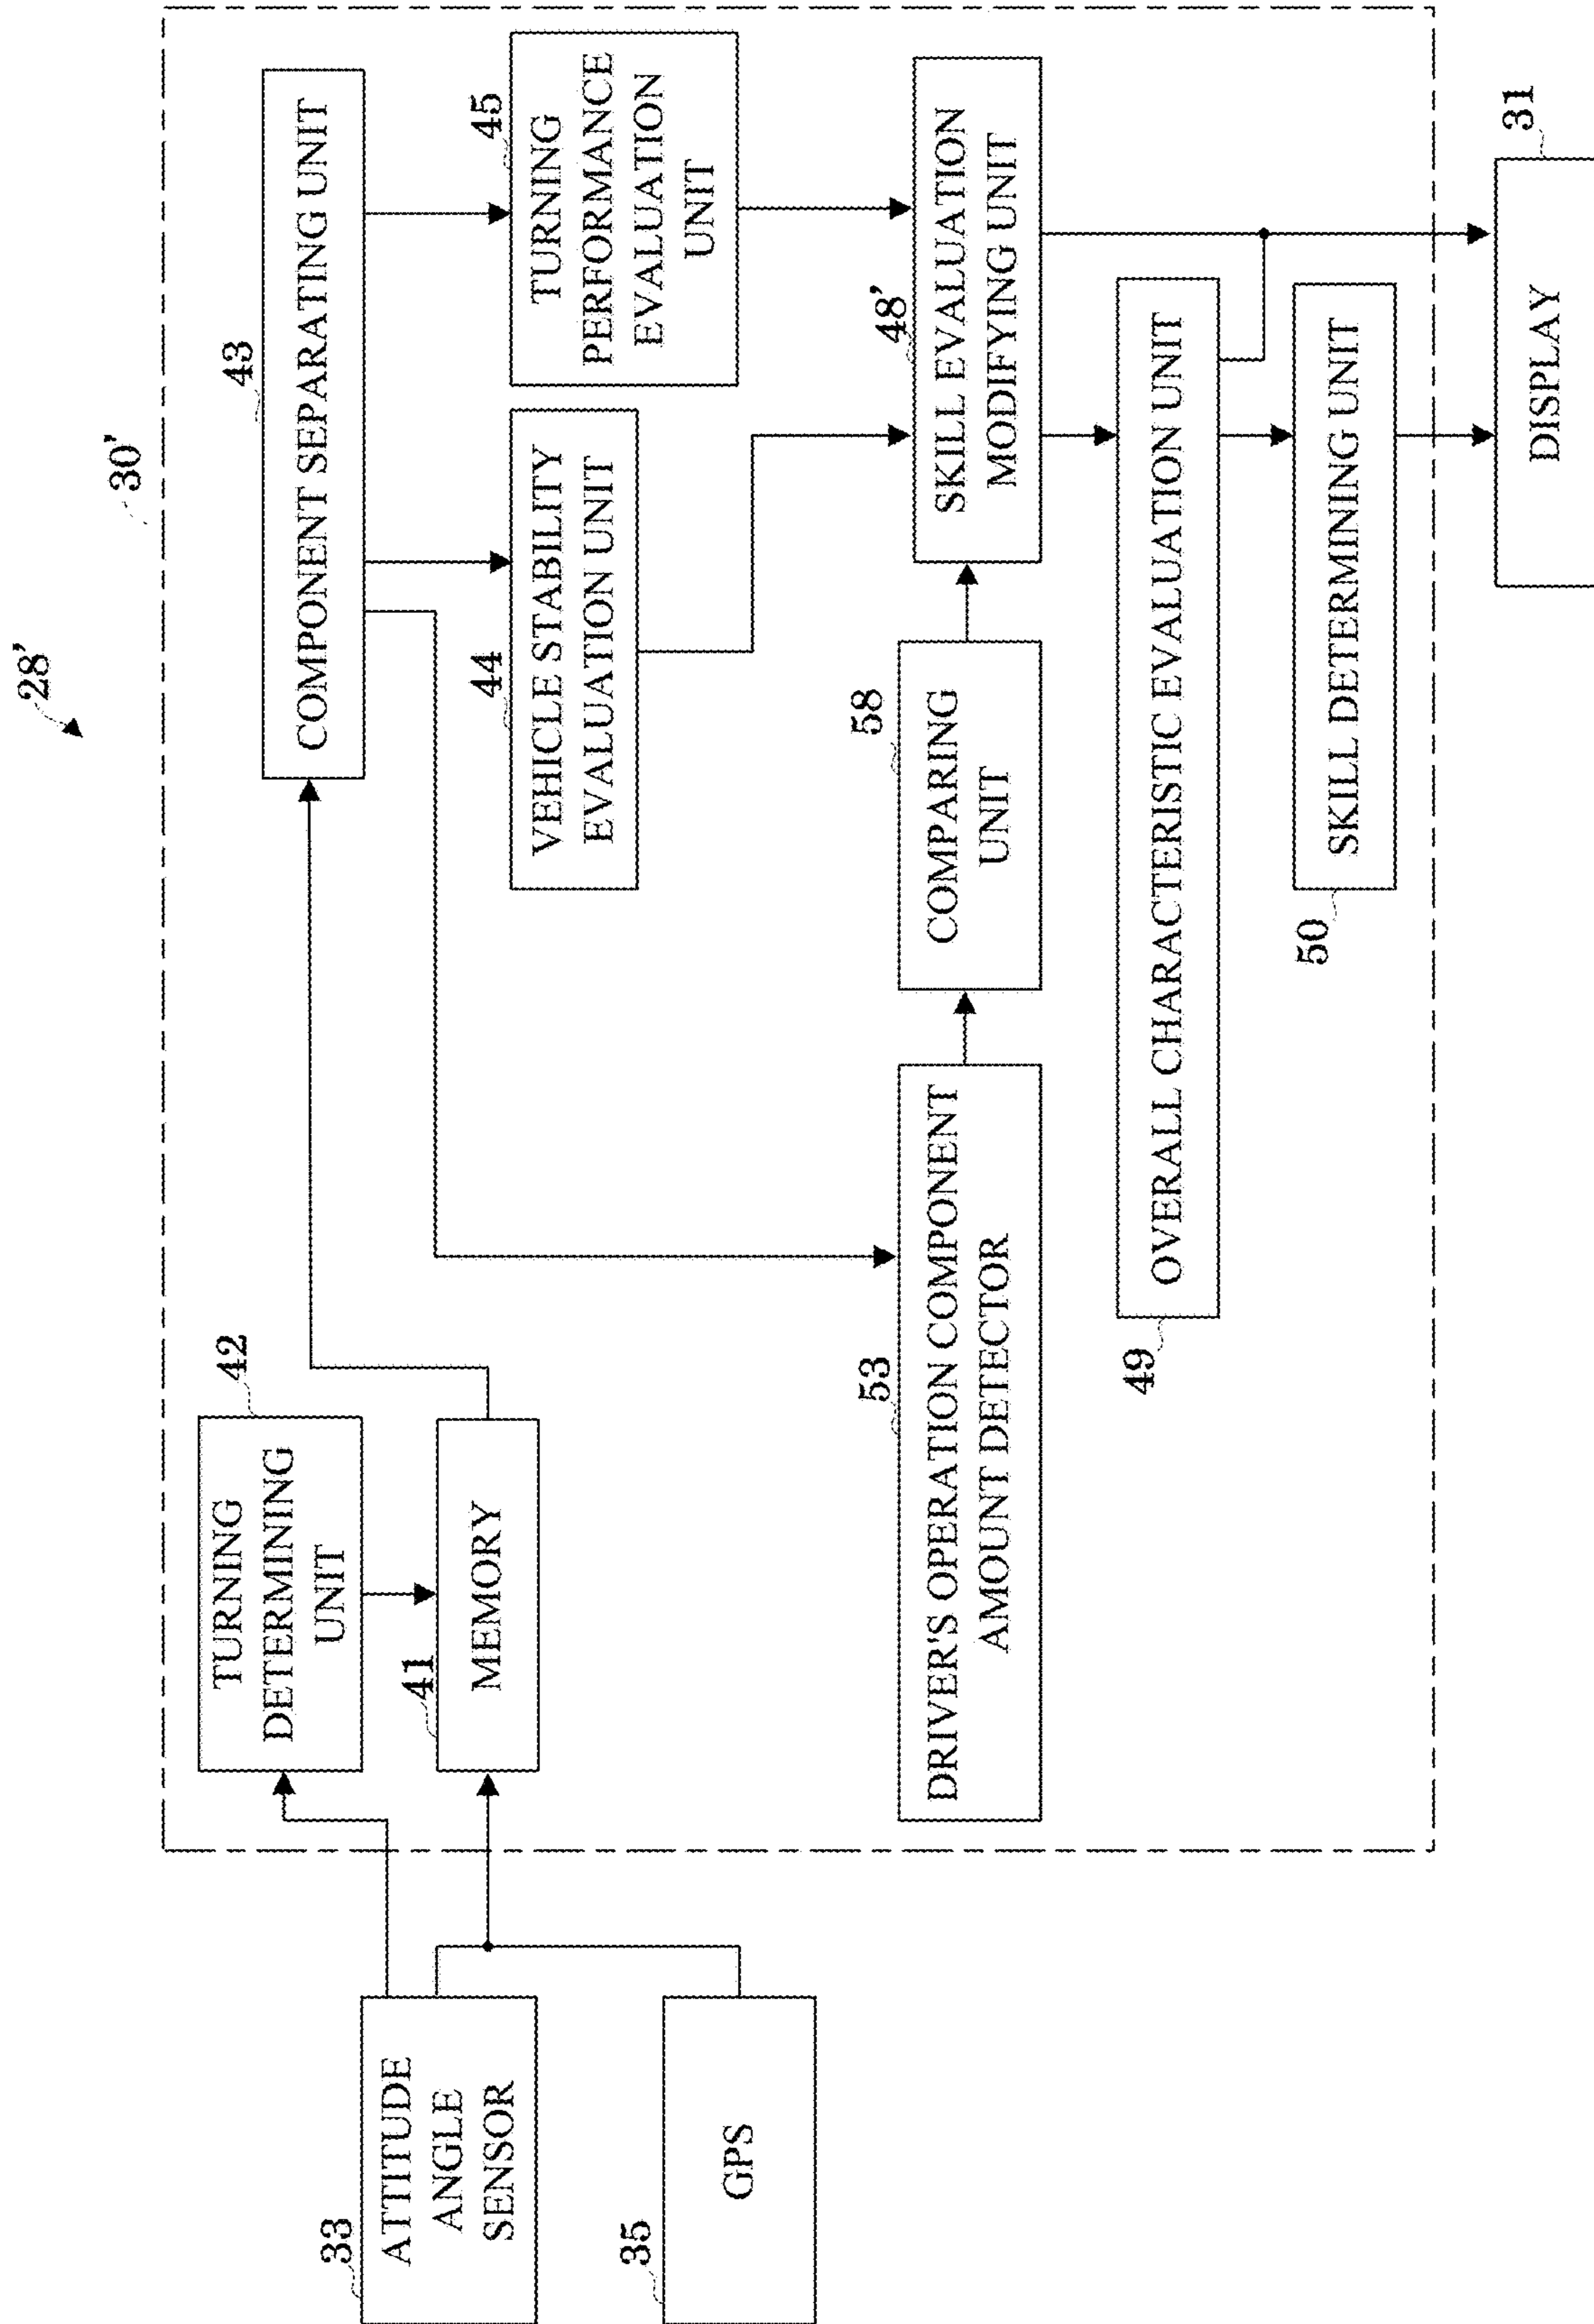 28'
30'
33
ATTITUDE
ANGLE
SENSOR
35
GPS
42
TURNING
DETERMINING
UNIT
41
MEMORY
43
COMPONENT SEPARATING UNIT
44
VEHICLE STABILITY
EVALUATION UNIT
45
TURNING
PERFORMANCE
EVALUATION
UNIT
53
DRIVER'S OPERATION COMPONENT
AMOUNT DETECTOR
58
COMPARING
UNIT
48'
SKILL EVALUATION
MODIFYING UNIT
49
OVERALL CHARACTERISTIC EVALUATION UNIT
50
SKILL DETERMINING UNIT
31
DISPLAY